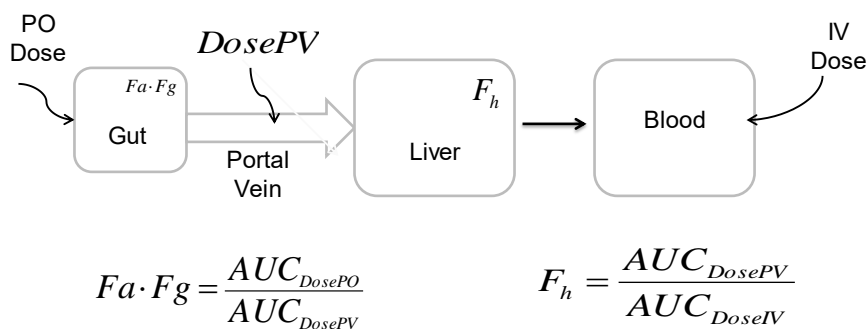 PO
Dose
DosePV
IV
Dose
Fa·Fg
Gut
Portal
Vein
F_h
Liver
Blood
Fa·Fg = AUC_DosePO / AUC_DosePV
F_h = AUC_DosePV / AUC_DoseIV